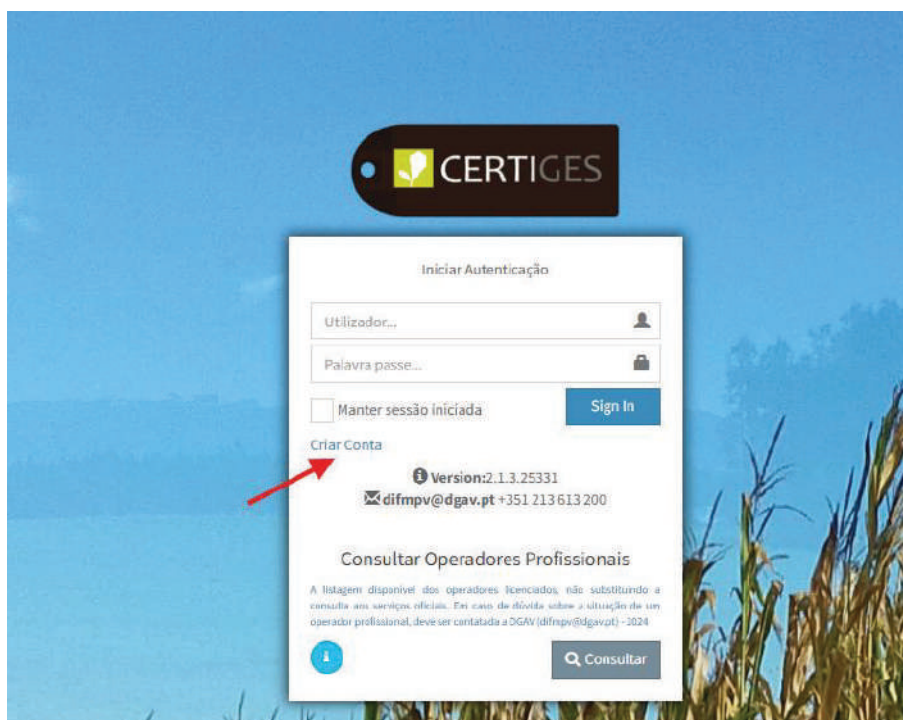 CERTIGES
Iniciar Autenticação
Utilizador...
Palavra passe...
Manter sessão iniciada
Sign In
Criar Conta
Version:2.1.3.25331
difmpv@dgav.pt +351 213 613 200
Consultar Operadores Profissionais
A listagem disponível dos operadores licenciados, não substituindo a
consulta aos serviços oficiais. Em caso de dúvida sobre a situação de um
operador profissional, deve ser contatada a DGAV (difmpv@dgav.pt) - 2024
Consultar